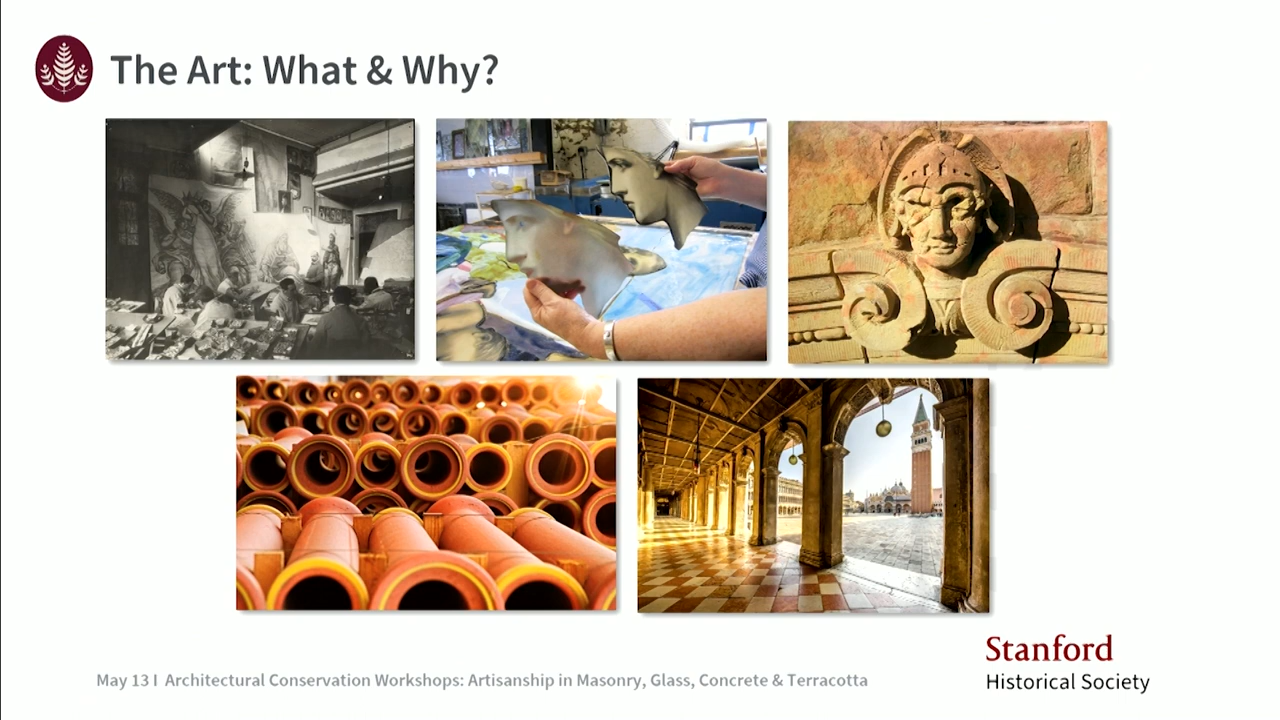 The Art: What & Why?
May 13 I Architectural Conservation Workshops: Artisanship in Masonry, Glass, Concrete & Terracotta
Stanford
Historical Society